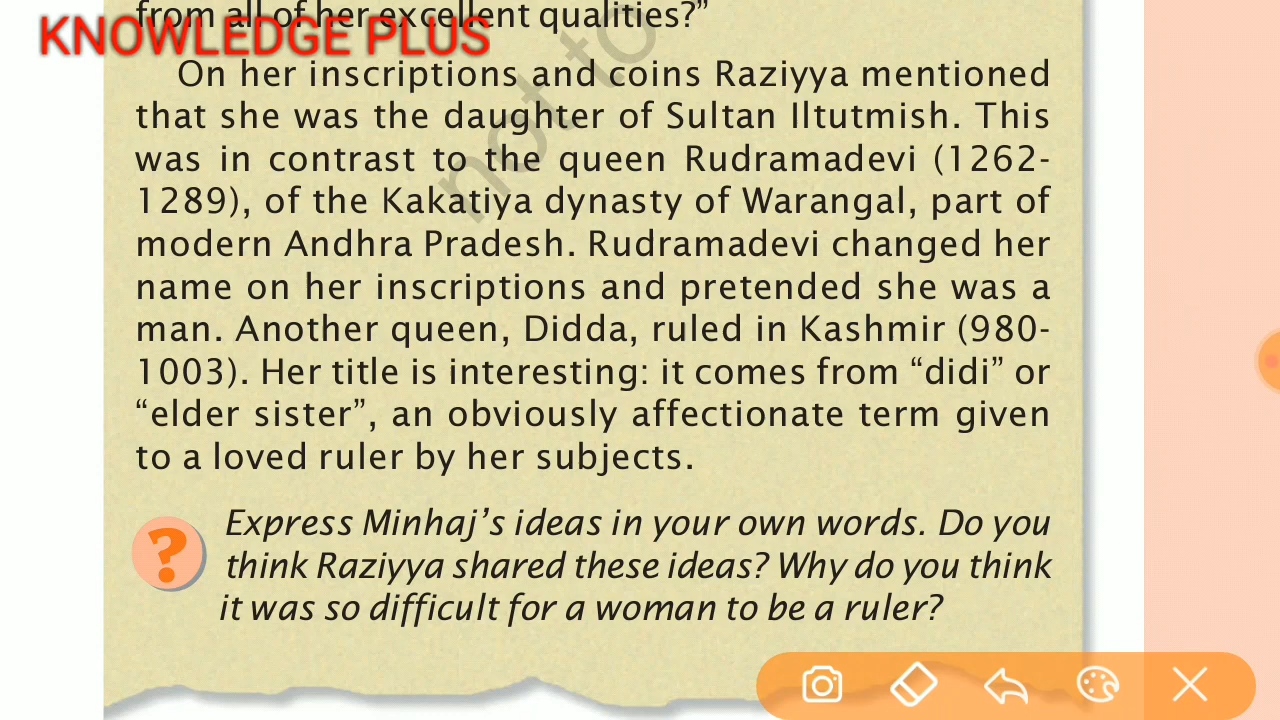 from all of her excellent qualities?”
KNOWLEDGE PLUS
On her inscriptions and coins Raziyya mentioned
that she was the daughter of Sultan Iltutmish. This
was in contrast to the queen Rudramadevi (1262-
1289), of the Kakatiya dynasty of Warangal, part of
modern Andhra Pradesh. Rudramadevi changed her
name on her inscriptions and pretended she was a
man. Another queen, Didda, ruled in Kashmir (980-
1003). Her title is interesting: it comes from “didi” or
“elder sister”, an obviously affectionate term given
to a loved ruler by her subjects.
?
Express Minhaj’s ideas in your own words. Do you
think Raziyya shared these ideas? Why do you think
it was so difficult for a woman to be a ruler?
not to